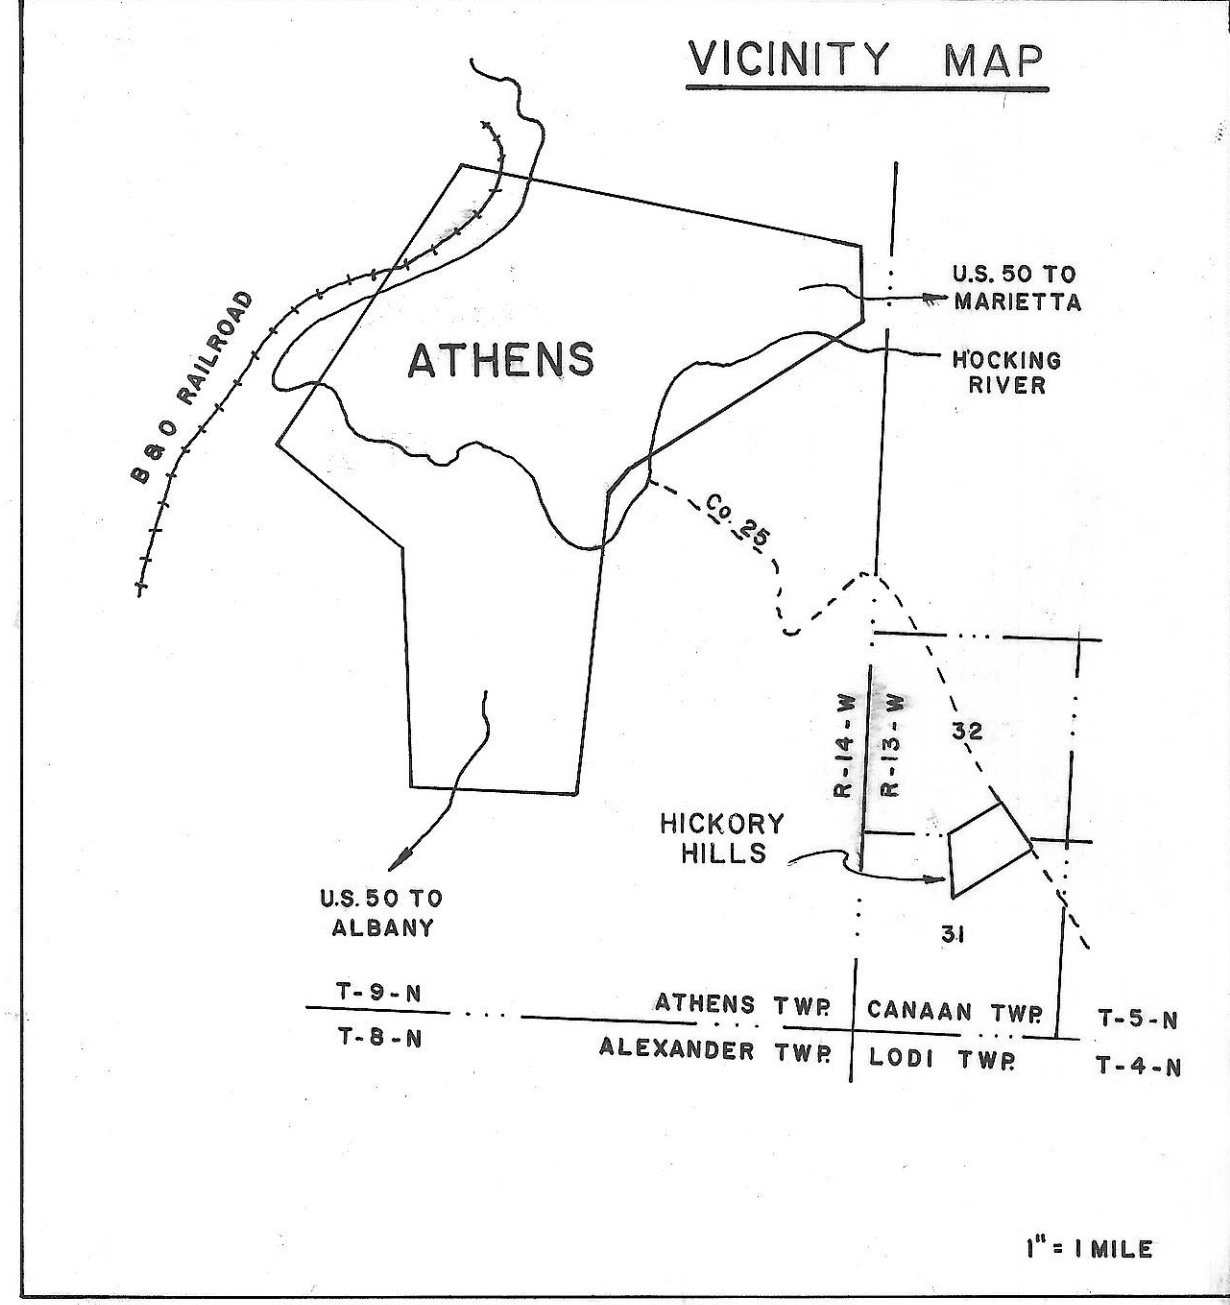 VICINITY MAP
U.S. 50 TO
MARIETTA
B & O RAILROAD
ATHENS
HOCKING
RIVER
Co. 25
R-14-W
R-13-W
32
HICKORY
HILLS
U.S. 50 TO
ALBANY
31
T-9-N
ATHENS TWP.
CANAAN TWP.
T-5-N
T-8-N
ALEXANDER TWP.
LODI TWP.
T-4-N
1" = 1 MILE